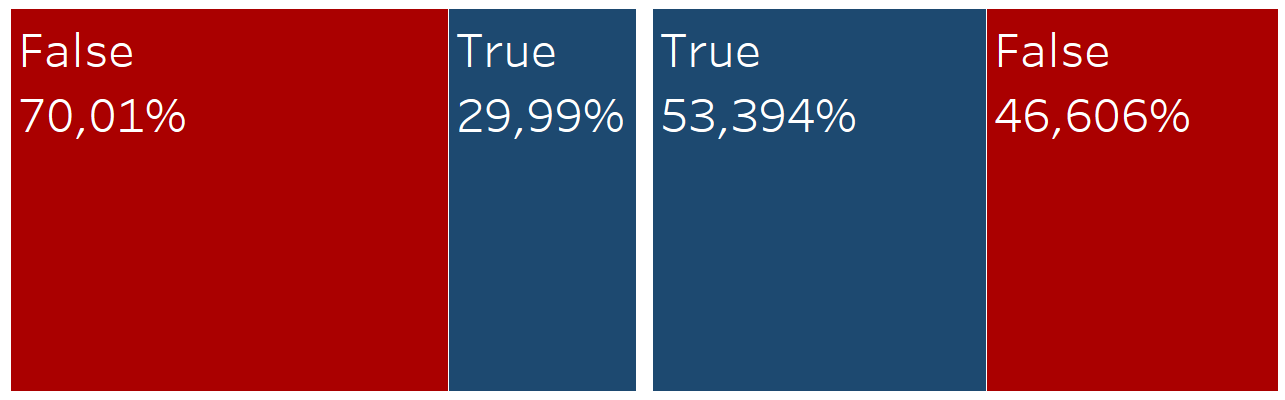 False
70,01%
True
29,99%
True
53,394%
False
46,606%